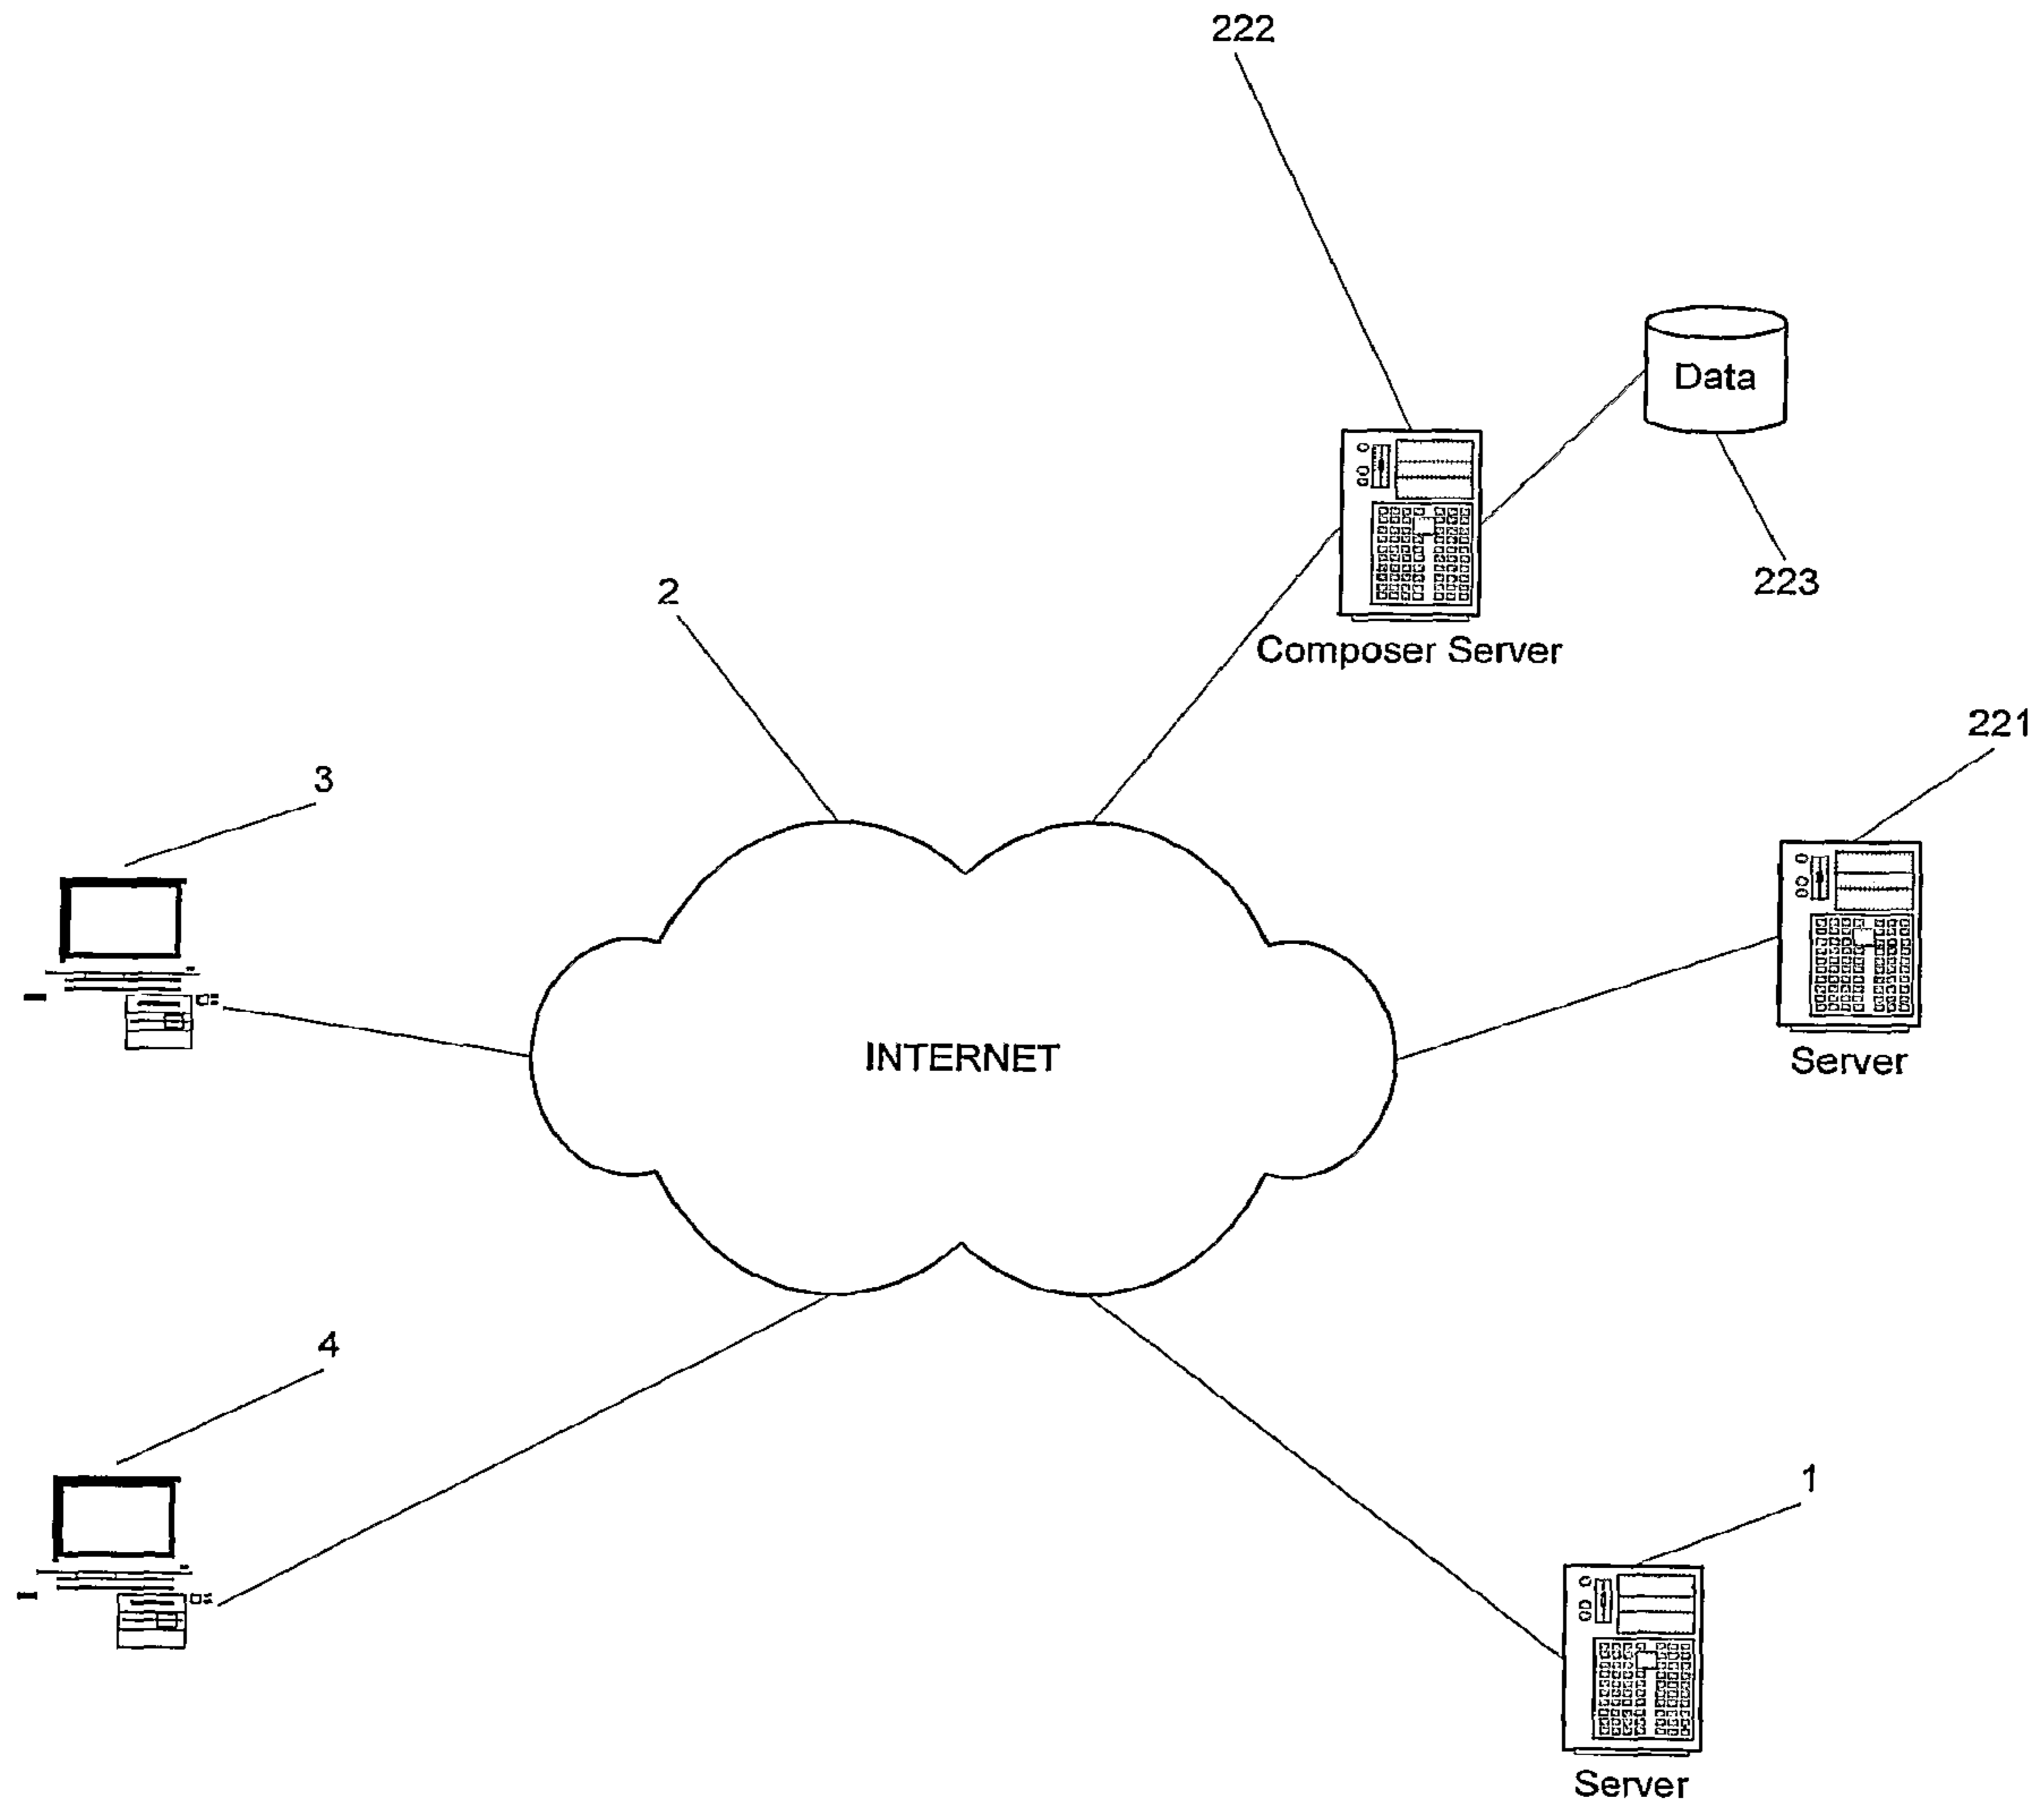 222
Data
223
2
Composer Server
221
3
Server
INTERNET
4
1
Server